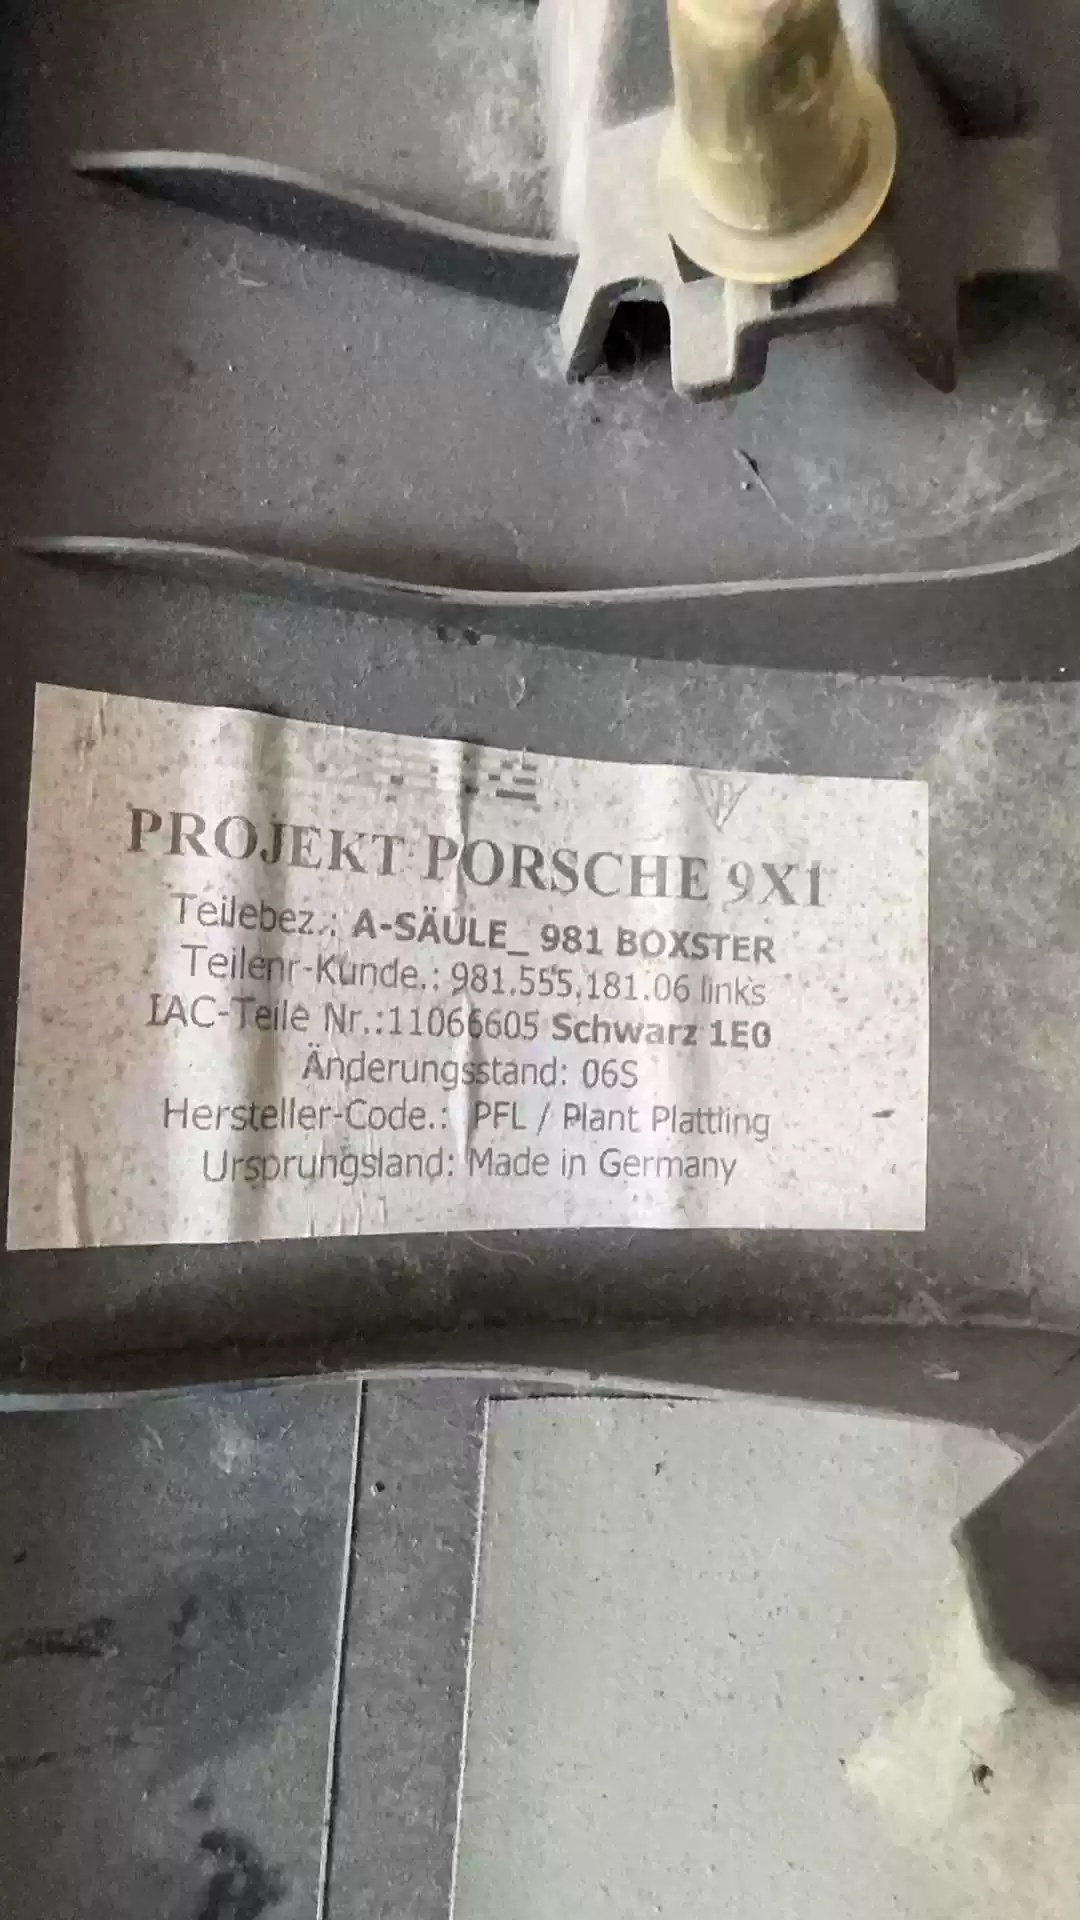 PROJEKT PORSCHE 9X1
Teilebez.: A-SÄULE_ 981 BOXSTER
Teilenr-Kunde.: 981.555.181.06 links
IAC-Teile Nr.:11066605 Schwarz 1E0
Änderungsstand: 06S
Hersteller-Code.: PFL / Plant Plattling
Ursprungsland: Made in Germany